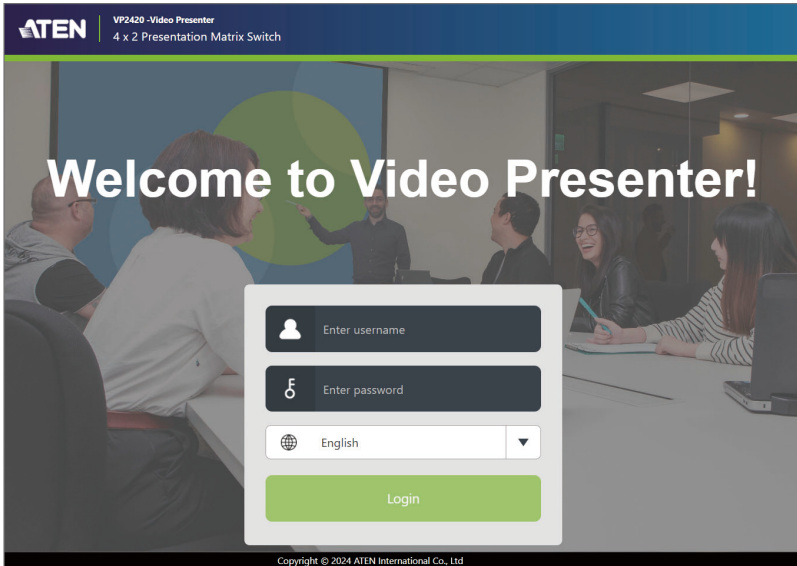 ATEN
VP2420 -Video Presenter
4 x 2 Presentation Matrix Switch
Welcome to Video Presenter!
Enter username
Enter password
English
Login
Copyright © 2024 ATEN International Co., Ltd